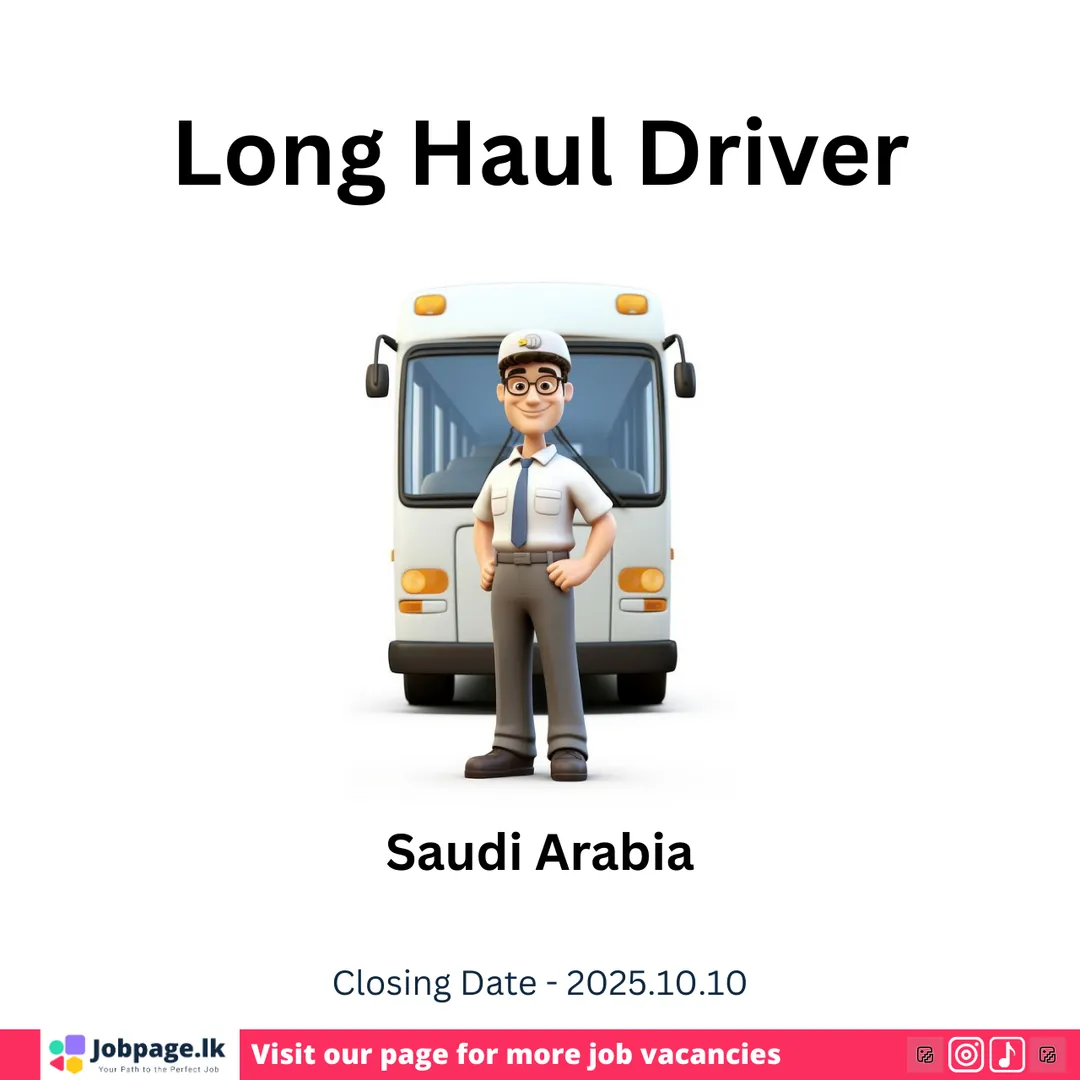 Long Haul Driver
Saudi Arabia
Closing Date - 2025.10.10
Jobpage.lk
Your Path to the Perfect Job
Visit our page for more job vacancies